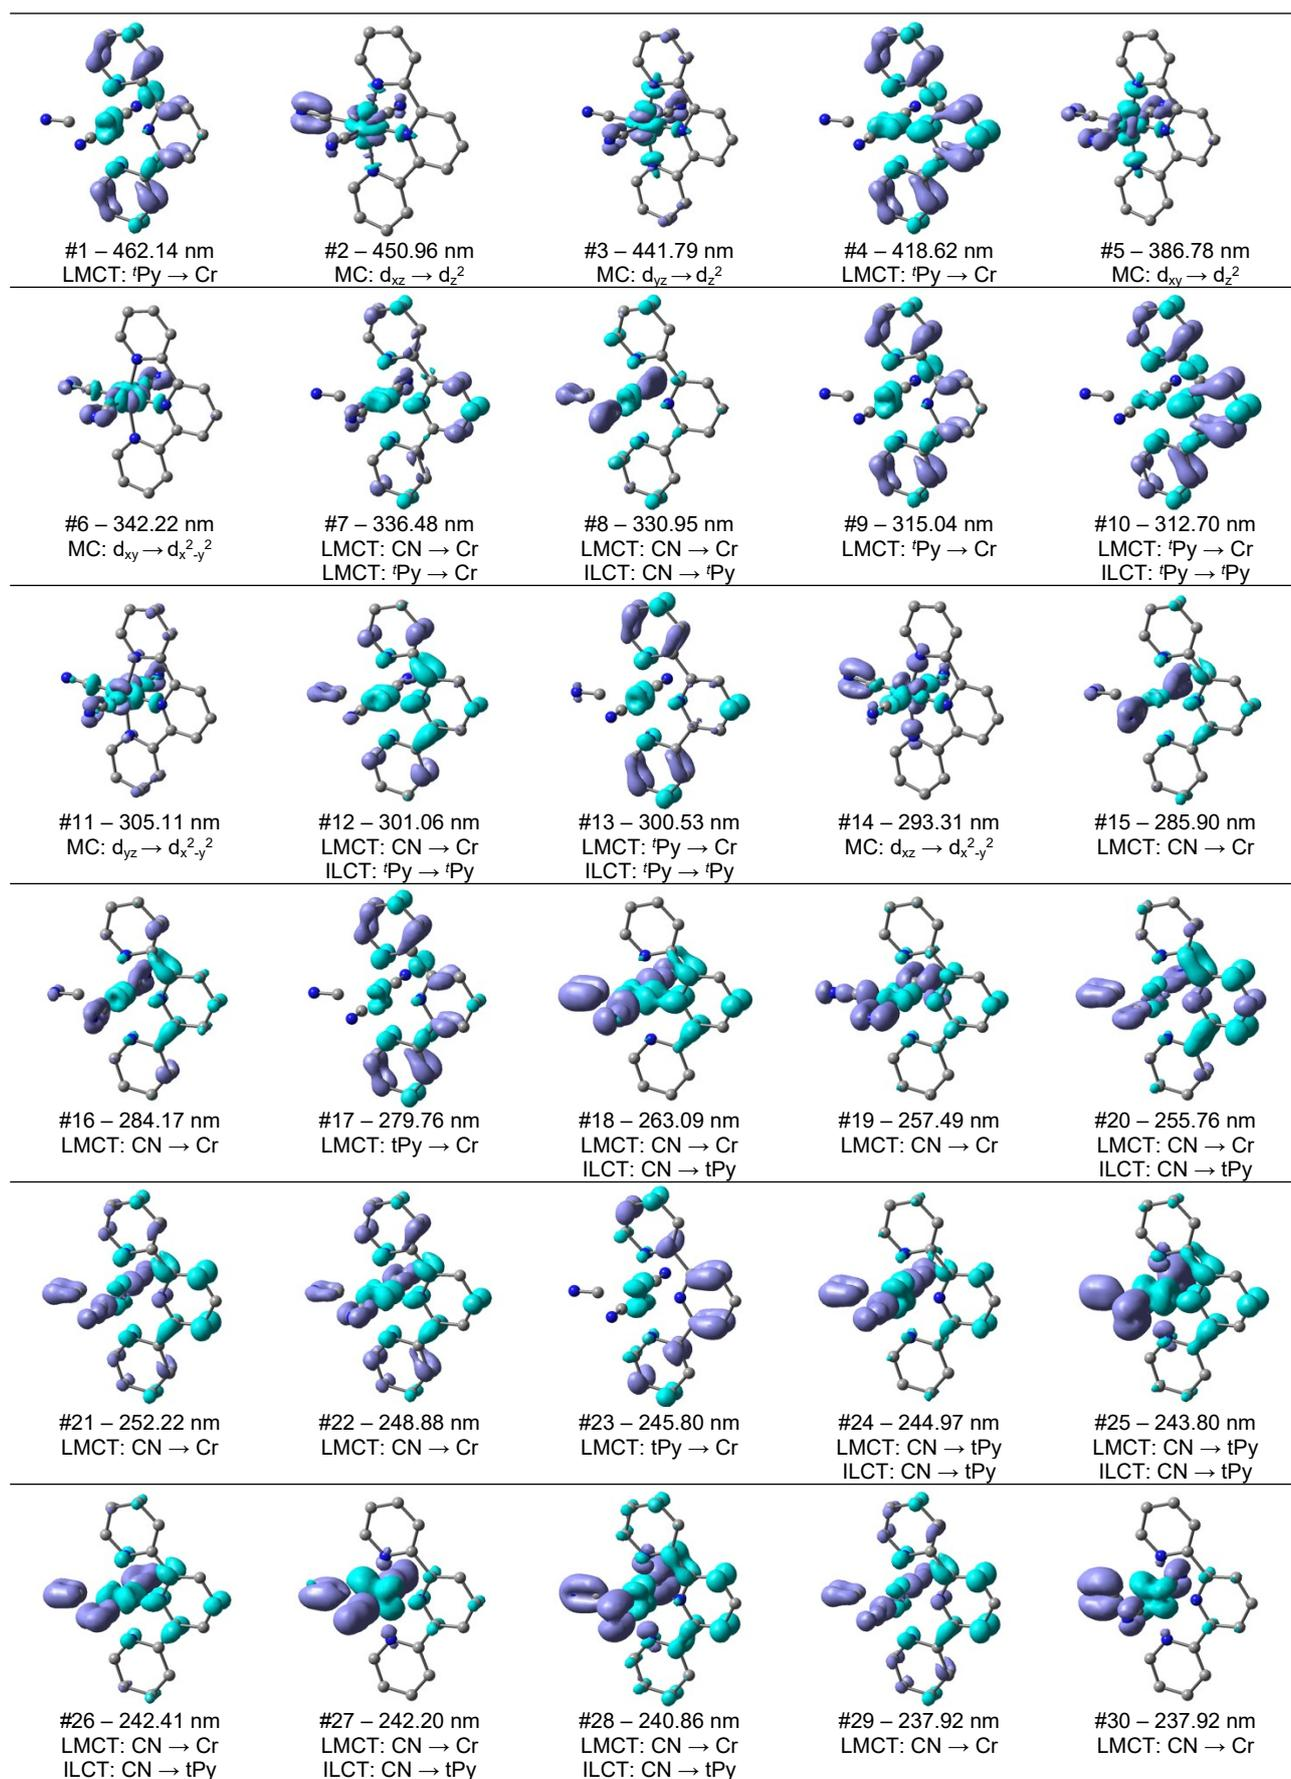 #1 – 462.14 nm
LMCT: ᵗPy → Cr
#2 – 450.96 nm
MC: d_xz → d_z²
#3 – 441.79 nm
MC: d_yz → d_z²
#4 – 418.62 nm
LMCT: ᵗPy → Cr
#5 – 386.78 nm
MC: d_xy → d_z²
#6 – 342.22 nm
MC: d_xy → d_x²-y²
#7 – 336.48 nm
LMCT: CN → Cr
LMCT: ᵗPy → Cr
#8 – 330.95 nm
LMCT: CN → Cr
ILCT: CN → ᵗPy
#9 – 315.04 nm
LMCT: ᵗPy → Cr
#10 – 312.70 nm
LMCT: ᵗPy → Cr
ILCT: ᵗPy → ᵗPy
#11 – 305.11 nm
MC: d_yz → d_x²-y²
#12 – 301.06 nm
LMCT: CN → Cr
ILCT: ᵗPy → ᵗPy
#13 – 300.53 nm
LMCT: ᵗPy → Cr
ILCT: ᵗPy → ᵗPy
#14 – 293.31 nm
MC: d_xz → d_x²-y²
#15 – 285.90 nm
LMCT: CN → Cr
#16 – 284.17 nm
LMCT: CN → Cr
#17 – 279.76 nm
LMCT: tPy → Cr
#18 – 263.09 nm
LMCT: CN → Cr
ILCT: CN → tPy
#19 – 257.49 nm
LMCT: CN → Cr
#20 – 255.76 nm
LMCT: CN → Cr
ILCT: CN → tPy
#21 – 252.22 nm
LMCT: CN → Cr
#22 – 248.88 nm
LMCT: CN → Cr
#23 – 245.80 nm
LMCT: tPy → Cr
#24 – 244.97 nm
LMCT: CN → tPy
ILCT: CN → tPy
#25 – 243.80 nm
LMCT: CN → tPy
ILCT: CN → tPy
#26 – 242.41 nm
LMCT: CN → Cr
ILCT: CN → tPy
#27 – 242.20 nm
LMCT: CN → Cr
ILCT: CN → tPy
#28 – 240.86 nm
LMCT: CN → Cr
ILCT: CN → tPy
#29 – 237.92 nm
LMCT: CN → Cr
#30 – 237.92 nm
LMCT: CN → Cr